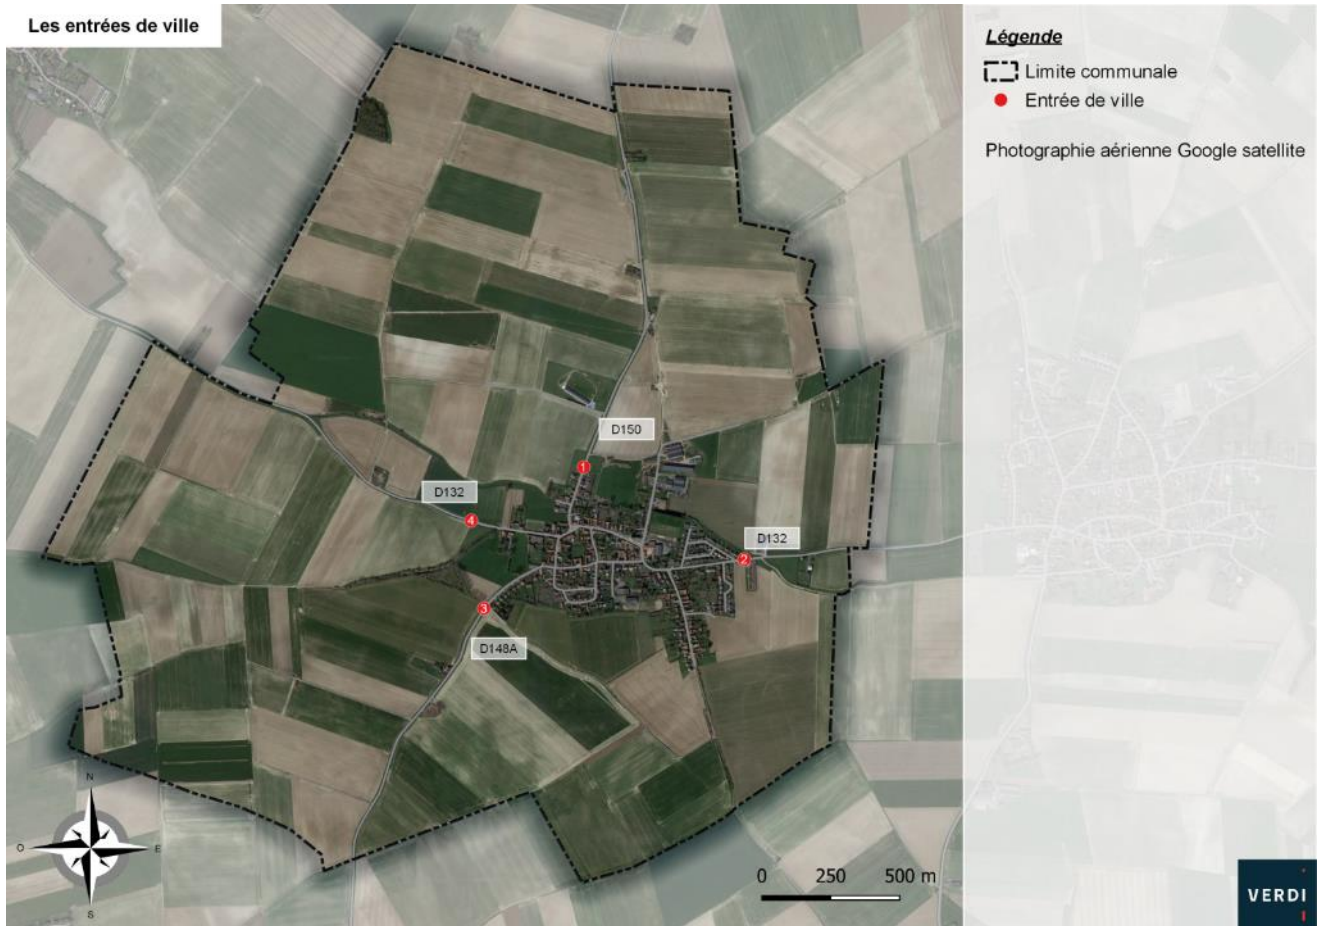 Les entrées de ville
Légende
Limite communale
Entrée de ville
Photographie aérienne Google satellite
D150
1
D132
4
D132
2
3
D148A
N
O
E
S
0 250 500 m
VERDI